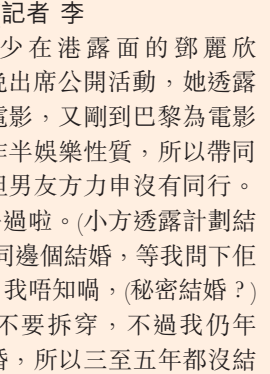 記者 李
少在港露面的鄧麗欣
晚出席公開活動，她透露
電影，又剛到巴黎為電影
作半娛樂性質，所以帶同
但男友方力申沒有同行。
過啦。(小方透露計劃結
同邊個結婚，等我問下佢
我唔知喎，(秘密結婚？)
不要拆穿，不過我仍年
婚，所以三至五年都沒結